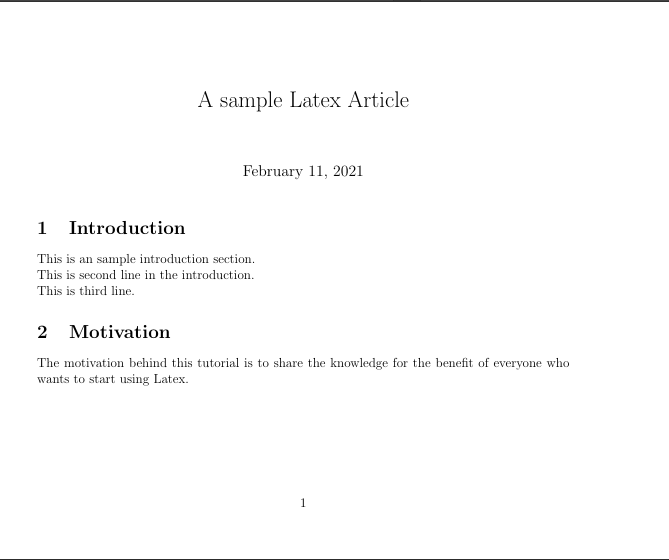 A sample Latex Article
February 11, 2021
1 Introduction
This is an sample introduction section.
This is second line in the introduction.
This is third line.
2 Motivation
The motivation behind this tutorial is to share the knowledge for the benefit of everyone who
wants to start using Latex.
1